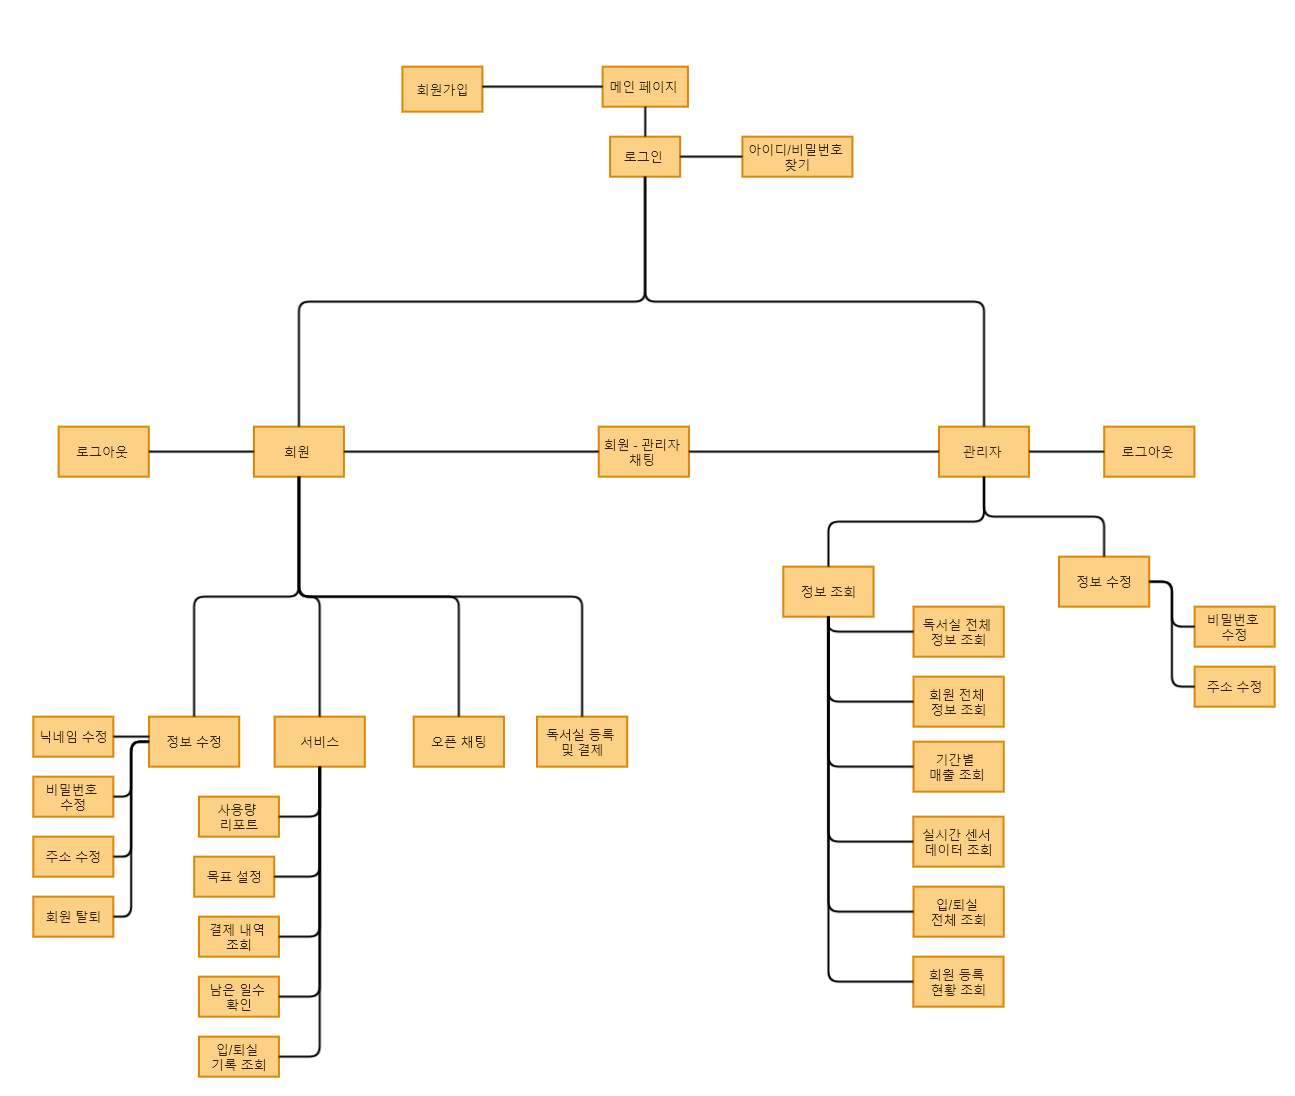 회원가입
메인 페이지
로그인
아이디/비밀번호
찾기
로그아웃
회원
회원 - 관리자
채팅
관리자
로그아웃
정보 조회
정보 수정
독서실 전체
정보 조회
비밀번호
수정
회원 전체
정보 조회
주소 수정
기간별
매출 조회
실시간 센서
데이터 조회
입/퇴실
전체 조회
회원 등록
현황 조회
닉네임 수정
정보 수정
서비스
오픈 채팅
독서실 등록
및 결제
비밀번호
수정
주소 수정
회원 탈퇴
사용량
리포트
목표 설정
결제 내역
조회
남은 일수
확인
입/퇴실
기록 조회